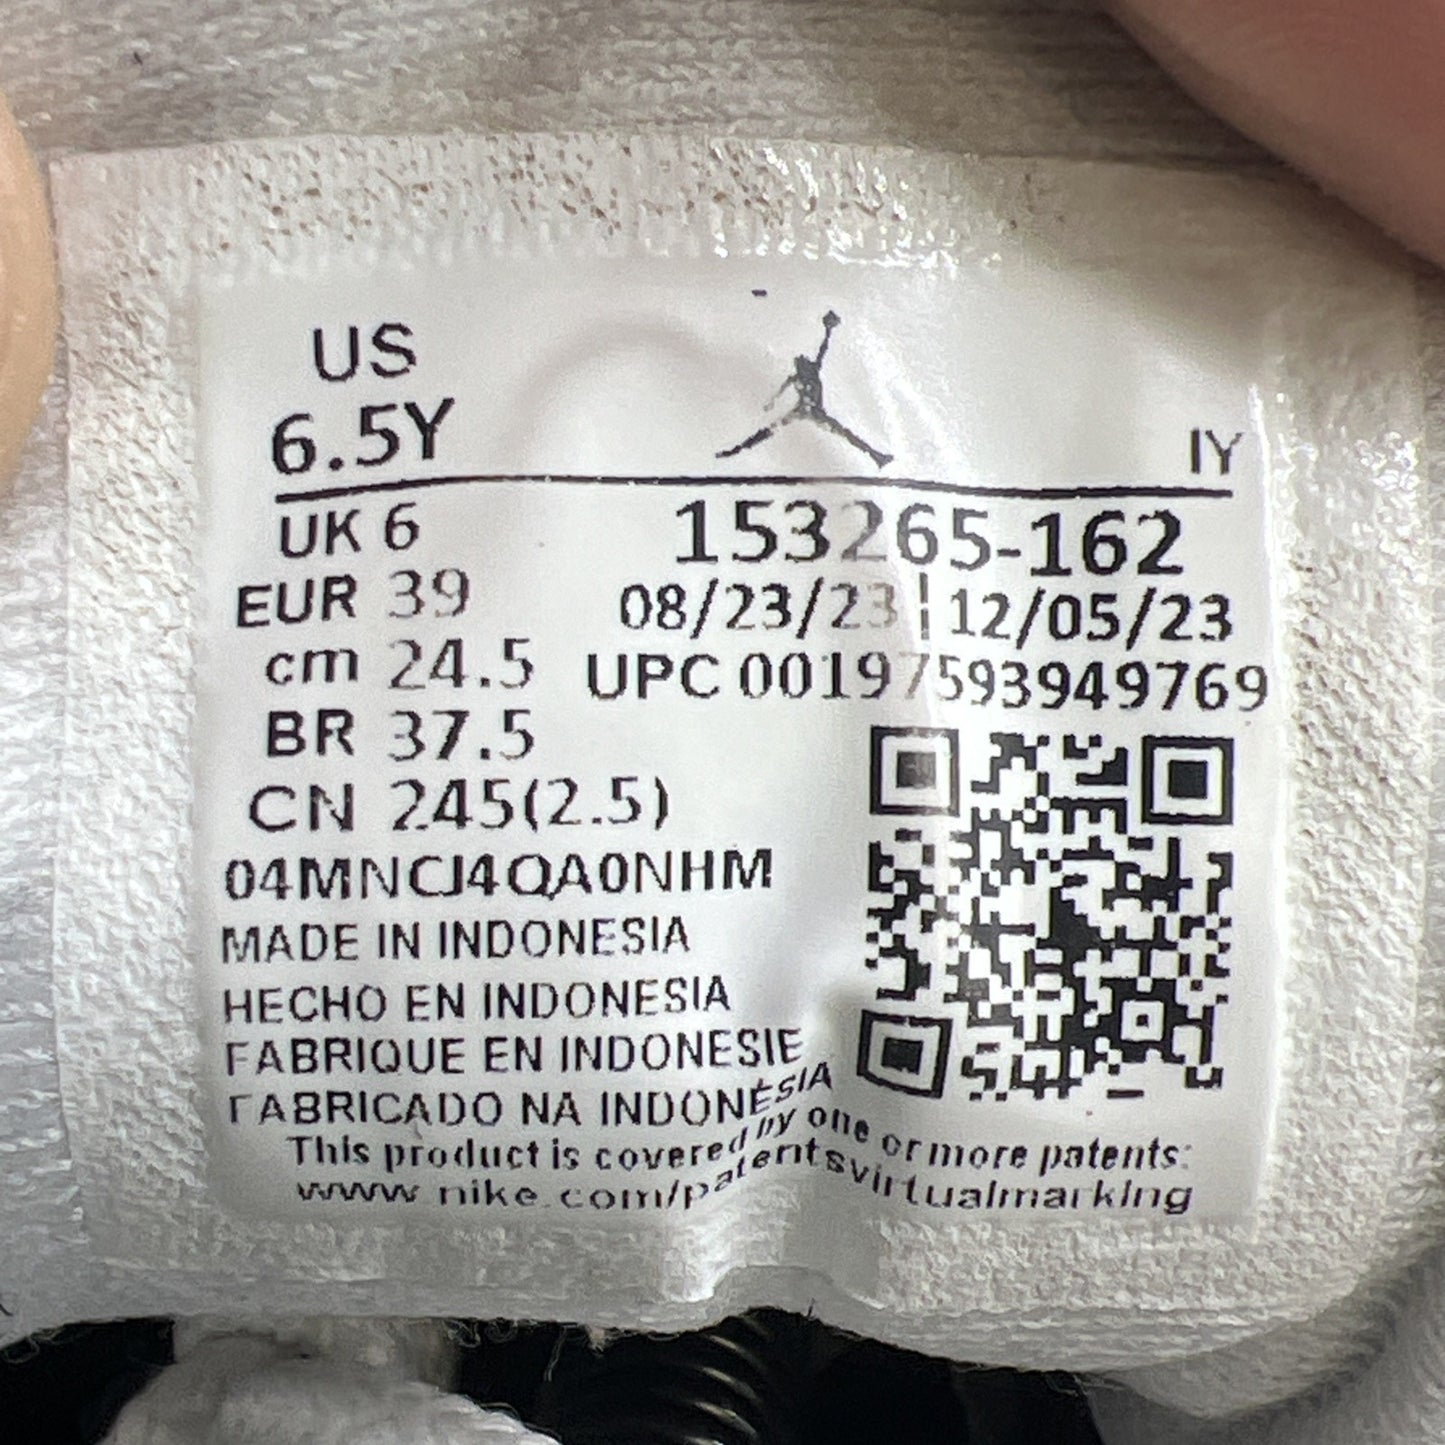 US
6.5Y
IY
UK 6
153265-162
EUR 39
08/23/23 | 12/05/23
cm 24.5
UPC 00197593949769
BR 37.5
CN 245(2.5)
04MNCJ4QA0NHM
MADE IN INDONESIA
HECHO EN INDONESIA
FABRIQUE EN INDONESIE
FABRICADO NA INDONÉSIA
This product is covered by one or more patents:
www.nike.com/patentsvirtualmarking